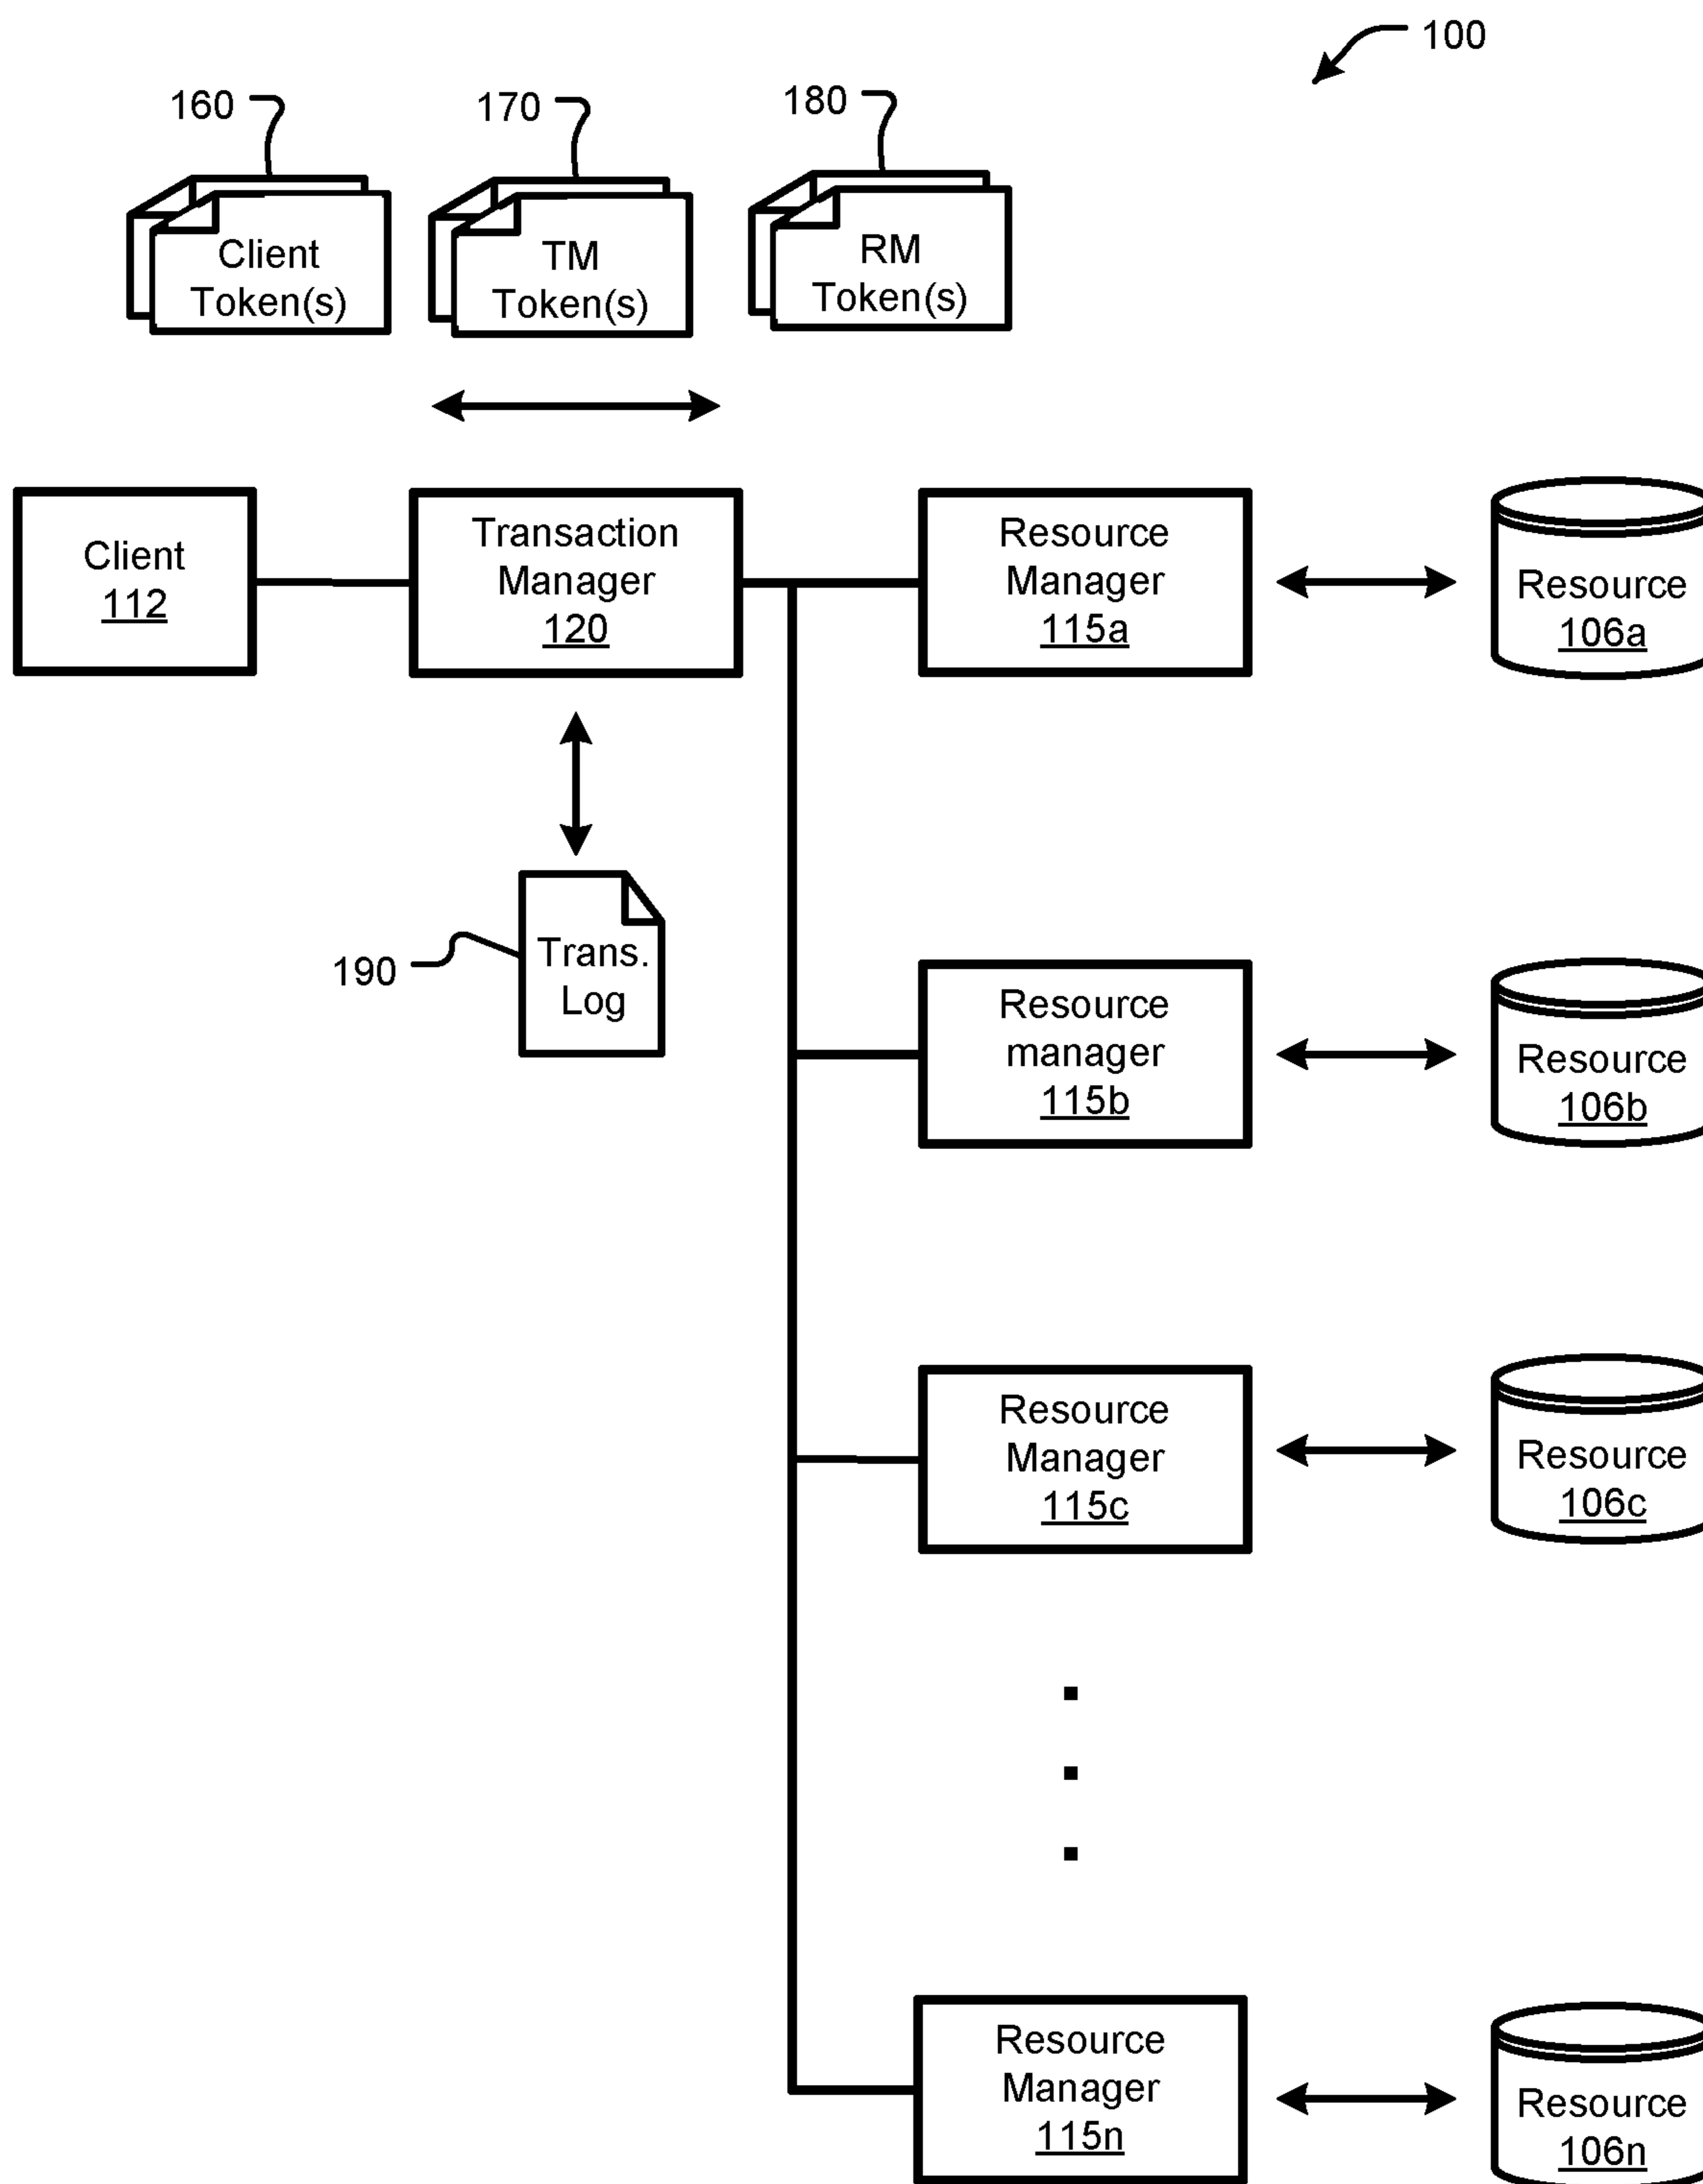 100
160
170
180
Client
Token(s)
TM
Token(s)
RM
Token(s)
Client
112
Transaction
Manager
120
Resource
Manager
115a
Resource
106a
190
Trans.
Log
Resource
manager
115b
Resource
106b
Resource
Manager
115c
Resource
106c
Resource
Manager
115n
Resource
106n